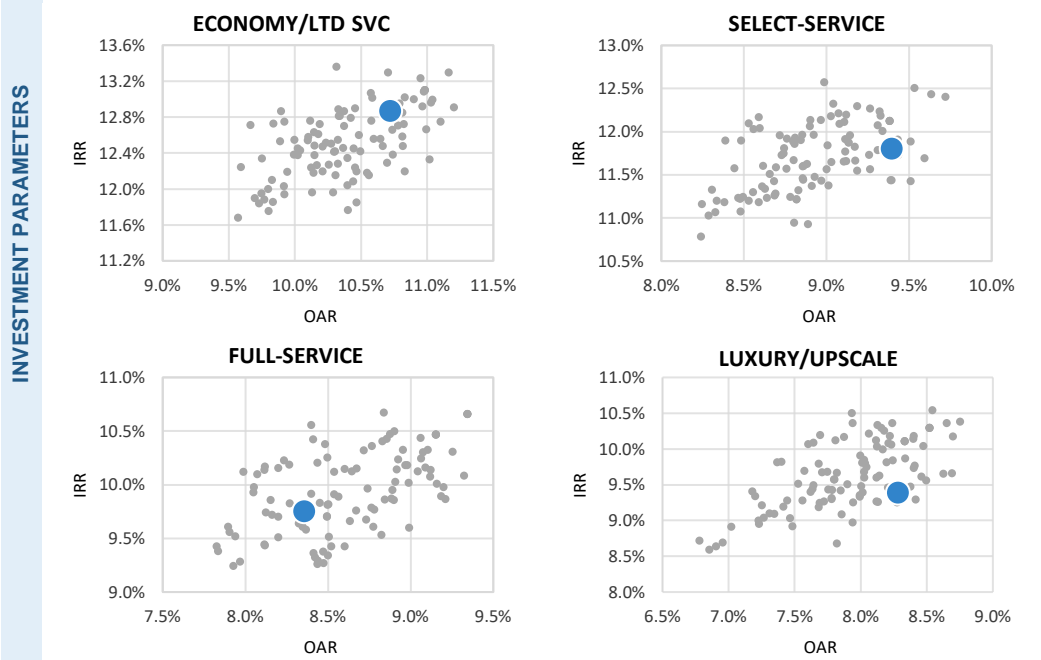 INVESTMENT PARAMETERS
ECONOMY/LTD SVC
13.6%
13.2%
12.8%
12.4%
12.0%
11.6%
11.2%
IRR
9.0% 9.5% 10.0% 10.5% 11.0% 11.5%
OAR
SELECT-SERVICE
13.0%
12.5%
12.0%
11.5%
11.0%
10.5%
IRR
8.0% 8.5% 9.0% 9.5% 10.0%
OAR
FULL-SERVICE
11.0%
10.5%
10.0%
9.5%
9.0%
IRR
7.5% 8.0% 8.5% 9.0% 9.5%
OAR
LUXURY/UPSCALE
11.0%
10.5%
10.0%
9.5%
9.0%
8.5%
8.0%
IRR
6.5% 7.0% 7.5% 8.0% 8.5% 9.0%
OAR